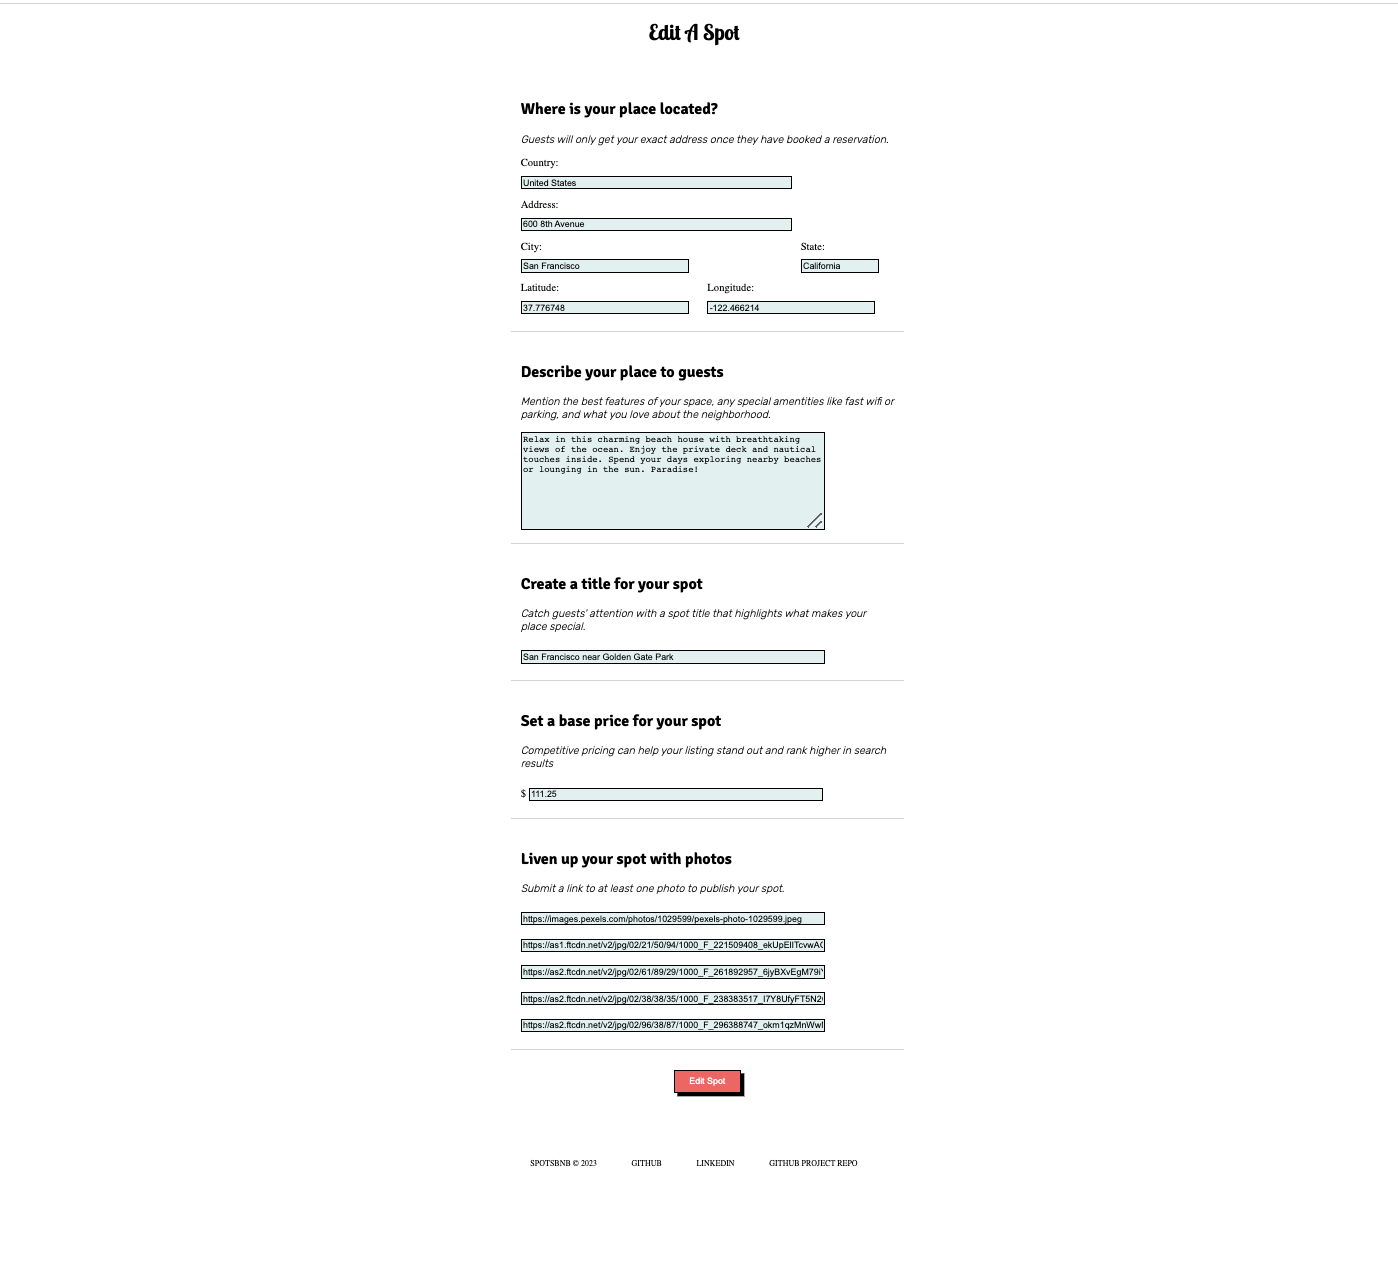 Edit A Spot
Where is your place located?
Guests will only get your exact address once they have booked a reservation.
Country:
United States
Address:
600 8th Avenue
City: State:
San Francisco California
Latitude: Longitude:
37.776748 -122.466214
Describe your place to guests
Mention the best features of your space, any special amentities like fast wifi or
parking, and what you love about the neighborhood.
Relax in this charming beach house with breathtaking
views of the ocean. Enjoy the private deck and nautical
touches inside. Spend your days exploring nearby beaches
or lounging in the sun. Paradise!
Create a title for your spot
Catch guests' attention with a spot title that highlights what makes your
place special.
San Francisco near Golden Gate Park
Set a base price for your spot
Competitive pricing can help your listing stand out and rank higher in search
results
$ 111.25
Liven up your spot with photos
Submit a link to at least one photo to publish your spot.
https://images.pexels.com/photos/1029599/pexels-photo-1029599.jpeg
https://as1.ftcdn.net/v2/jpg/02/21/50/94/1000_F_221509408_
https://as2.ftcdn.net/v2/jpg/02/61/89/29/1000_F_261892957_
https://as2.ftcdn.net/v2/jpg/02/38/38/35/1000_F_238383517_
https://as2.ftcdn.net/v2/jpg/02/96/38/87/1000_F_296388747_
Edit Spot
SPOTSBNB © 2023 GITHUB LINKEDIN GITHUB PROJECT REPO